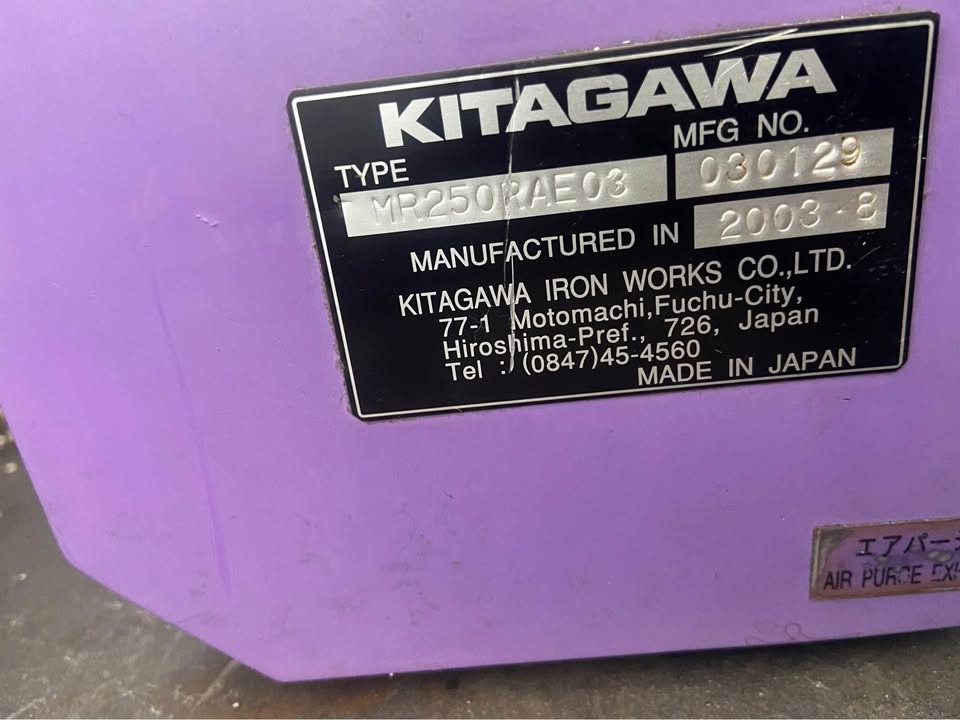 KITAGAWA
TYPE
MFG NO.
MR250RAE03
030129
MANUFACTURED IN
2003-8
KITAGAWA IRON WORKS CO.,LTD.
77-1 Motomachi,Fuchu-City,
Hiroshima-Pref., 726, Japan
Tel : (0847)45-4560
MADE IN JAPAN
エアパー
AIR PURGE